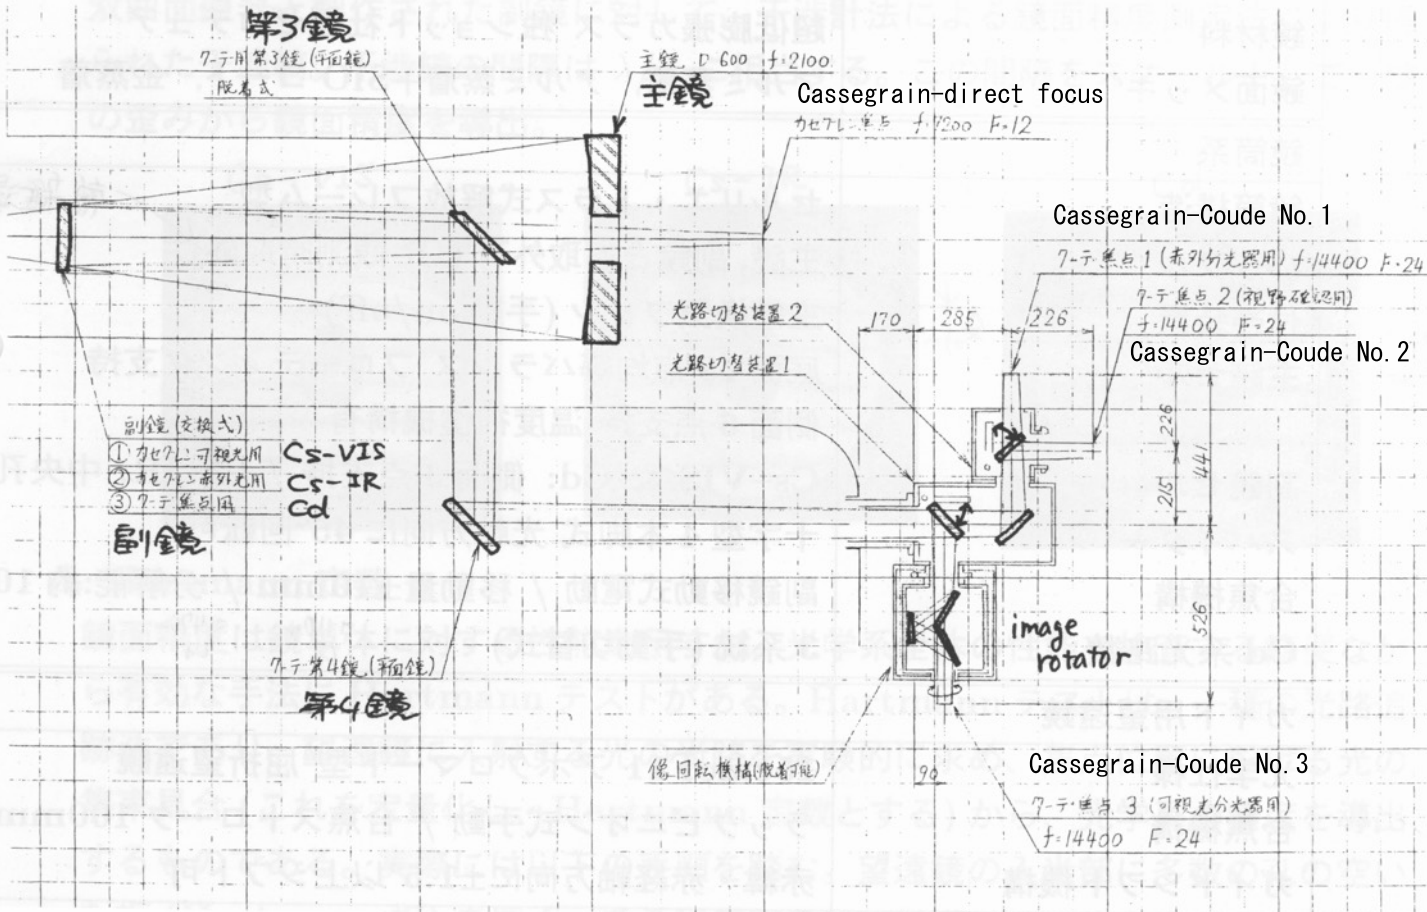 第3鏡
クーデ用第3鏡(平面鏡)
脱着式
主鏡 D=600 f=2100
主鏡
Cassegrain-direct focus
カセグレン焦点 f=7200 F=12
Cassegrain-Coude No.1
クーデ焦点1(赤外分光器用) f=14400 F=24
クーデ焦点2(視野確認用)
f=14400 F=24
Cassegrain-Coude No.2
光路切替装置2
光路切替装置1
170
285
226
226
44
215
526
副鏡(交換式)
①カセグレン可視光用 Cs-VIS
②カセグレン赤外光用 Cs-IR
③クーデ焦点用 Cd
副鏡
クーデ第4鏡(平面鏡)
第4鏡
image
rotator
像回転機構(脱着可能)
90
Cassegrain-Coude No.3
クーデ焦点3(可視光分光器用)
f=14400 F=24